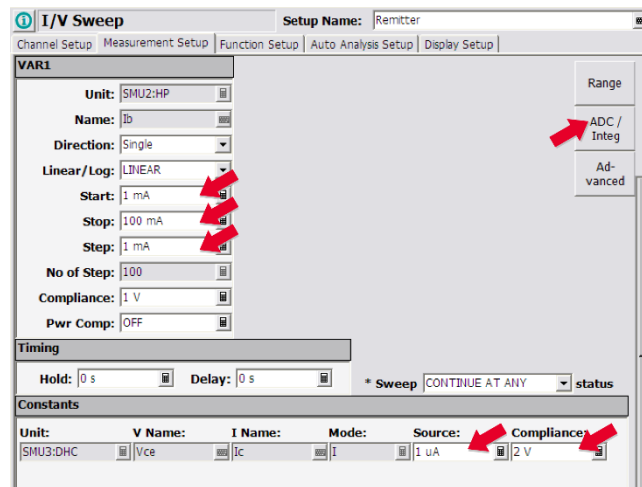 I/V Sweep Setup Name: Remitter
Channel Setup Measurement Setup Function Setup Auto Analysis Setup Display Setup
VAR1
Range
Unit: SMU2:HP
Name: Ib
ADC /
Integ
Direction: Single
Linear/Log: LINEAR
Ad-
vanced
Start: 1 mA
Stop: 100 mA
Step: 1 mA
No of Step: 100
Compliance: 1 V
Pwr Comp: OFF
Timing
Hold: 0 s Delay: 0 s * Sweep CONTINUE AT ANY status
Constants
Unit: V Name: I Name: Mode: Source: Compliance:
SMU3:DHC Vce Ic I 1 uA 2 V